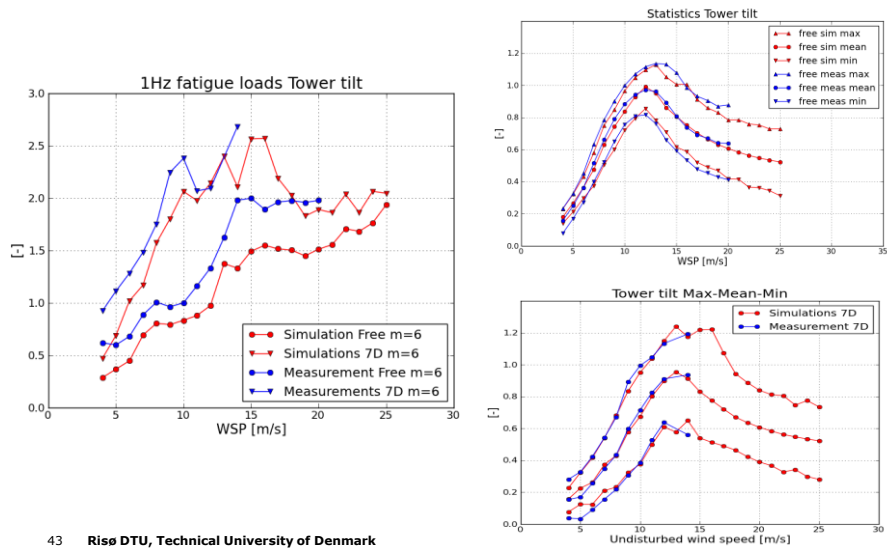 1Hz fatigue loads Tower tilt
3.0
2.5
2.0
1.5
1.0
0.5
0.0
[-]
0
5
10
15
20
25
30
WSP [m/s]
Simulation Free m=6
Simulations 7D m=6
Measurement Free m=6
Measurements 7D m=6
Statistics Tower tilt
1.2
1.0
0.8
0.6
0.4
0.2
0.0
[-]
0
5
10
15
20
25
30
35
WSP [m/s]
free sim max
free sim mean
free sim min
free meas max
free meas mean
free meas min
Tower tilt Max-Mean-Min
1.2
1.0
0.8
0.6
0.4
0.2
0.0
[-]
0
5
10
15
20
25
30
Undisturbed wind speed [m/s]
Simulations 7D
Measurement 7D
43 Risø DTU, Technical University of Denmark